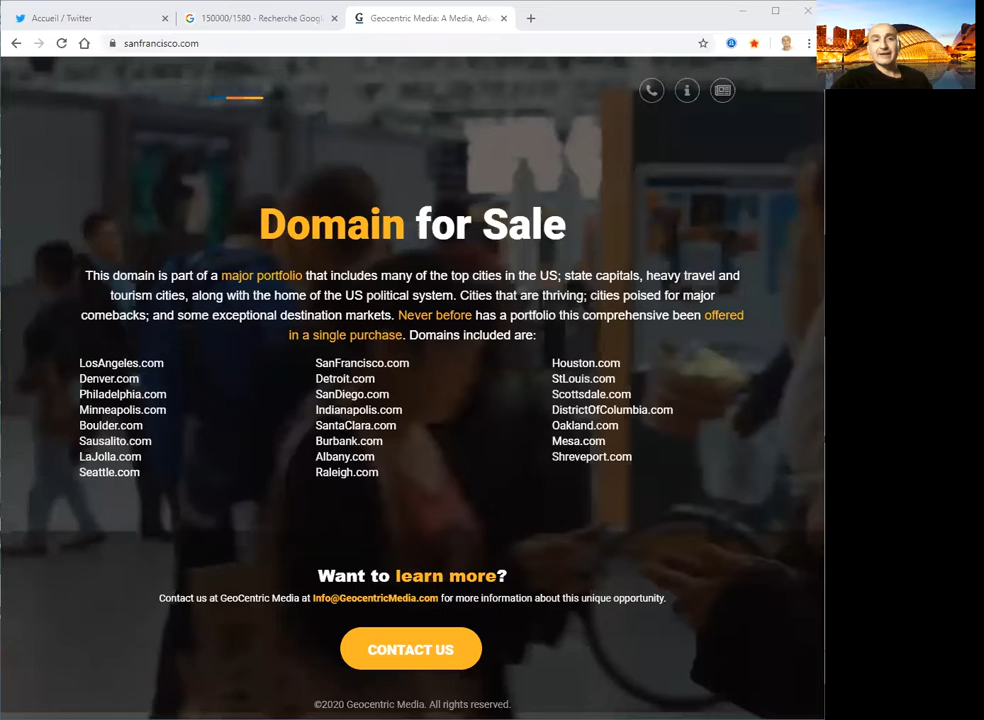 Accueil / Twitter
150000/1580 - Recherche Googl
Geocentric Media: A Media, Adv
sanfrancisco.com
Domain for Sale
This domain is part of a major portfolio that includes many of the top cities in the US; state capitals, heavy travel and
tourism cities, along with the home of the US political system. Cities that are thriving; cities poised for major
comebacks; and some exceptional destination markets. Never before has a portfolio this comprehensive been offered
in a single purchase. Domains included are:
LosAngeles.com
Denver.com
Philadelphia.com
Minneapolis.com
Boulder.com
Sausalito.com
LaJolla.com
Seattle.com
SanFrancisco.com
Detroit.com
SanDiego.com
Indianapolis.com
SantaClara.com
Burbank.com
Albany.com
Raleigh.com
Houston.com
StLouis.com
Scottsdale.com
DistrictOfColumbia.com
Oakland.com
Mesa.com
Shreveport.com
Want to learn more?
Contact us at GeoCentric Media at Info@GeocentricMedia.com for more information about this unique opportunity.
CONTACT US
©2020 Geocentric Media. All rights reserved.